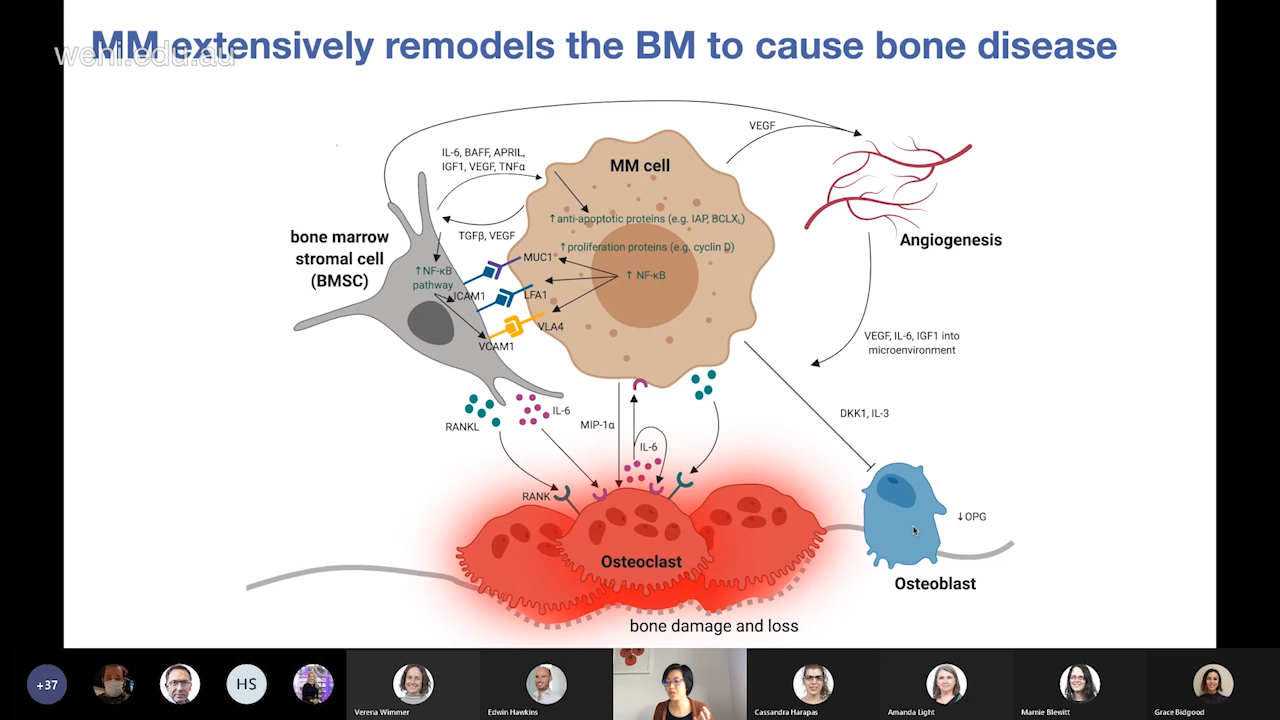 MM extensively remodels the BM to cause bone disease
wehi.edu.au
VEGF
IL-6, BAFF, APRIL,
IGF1, VEGF, TNFα
MM cell
↑anti-apoptotic proteins (e.g. IAP, BCLXL)
Angiogenesis
bone marrow
stromal cell
(BMSC)
TGFβ, VEGF
↑proliferation proteins (e.g. cyclin D)
MUC1
↑NF-κB
pathway
↑ NF-κB
ICAM1
LFA1
VLA4
VCAM1
VEGF, IL-6, IGF1 into
microenvironment
RANKL
IL-6
MIP-1α
DKK1, IL-3
IL-6
RANK
↓OPG
Osteoclast
Osteoblast
bone damage and loss
+37
HS
Verena Wimmer
Edwin Hawkins
Cassandra Harapas
Amanda Light
Marnie Blewitt
Grace Bidgood